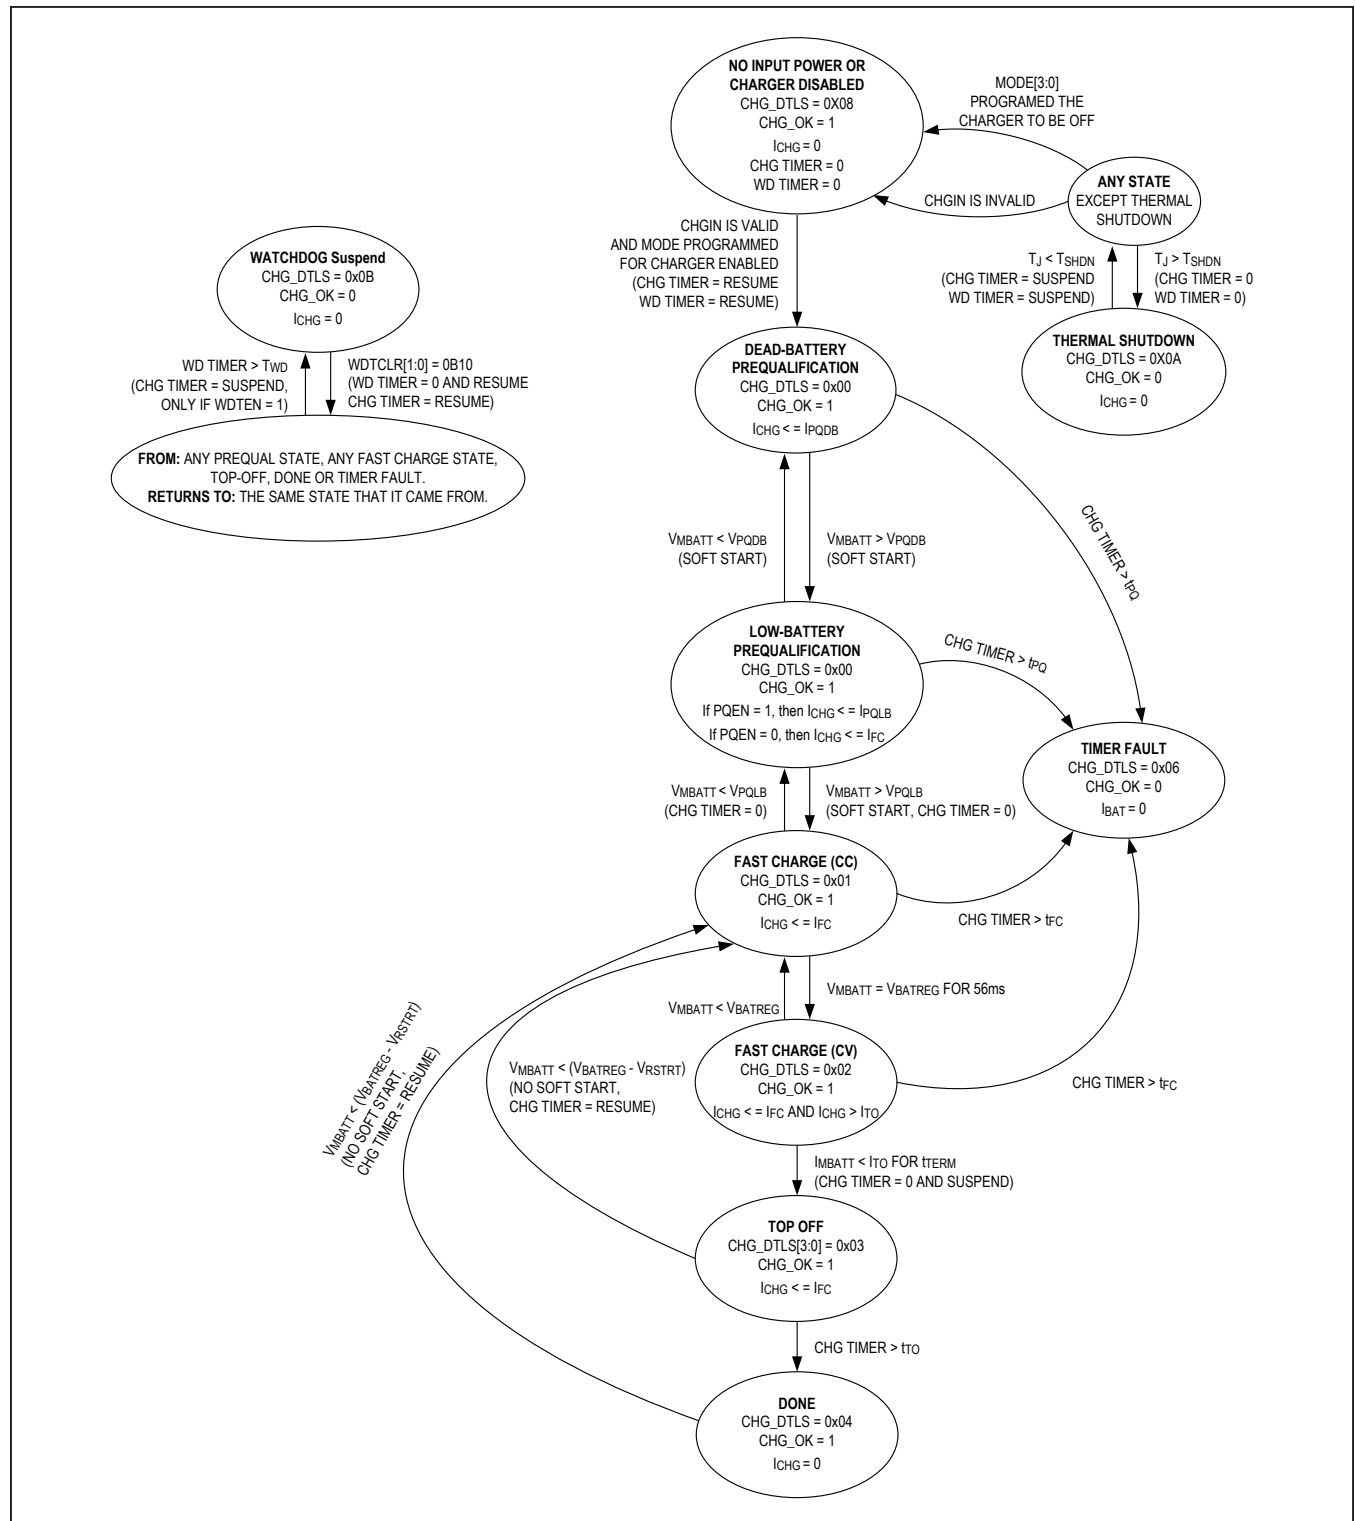 NO INPUT POWER OR
CHARGER DISABLED
CHG_DTLS = 0X08
CHG_OK = 1
ICHG = 0
CHG TIMER = 0
WD TIMER = 0
MODE[3:0]
PROGRAMED THE
CHARGER TO BE OFF
ANY STATE
EXCEPT THERMAL
SHUTDOWN
CHGIN IS INVALID
CHGIN IS VALID
AND MODE PROGRAMMED
FOR CHARGER ENABLED
(CHG TIMER = RESUME
WD TIMER = RESUME)
TJ < TSHDN
(CHG TIMER = SUSPEND
WD TIMER = SUSPEND)
TJ > TSHDN
(CHG TIMER = 0
WD TIMER = 0)
THERMAL SHUTDOWN
CHG_DTLS = 0X0A
CHG_OK = 0
ICHG = 0
WATCHDOG Suspend
CHG_DTLS = 0x0B
CHG_OK = 0
ICHG = 0
WD TIMER > TWD
(CHG TIMER = SUSPEND,
ONLY IF WDTEN = 1)
WDTCLR[1:0] = 0B10
(WD TIMER = 0 AND RESUME
CHG TIMER = RESUME)
FROM: ANY PREQUAL STATE, ANY FAST CHARGE STATE,
TOP-OFF, DONE OR TIMER FAULT.
RETURNS TO: THE SAME STATE THAT IT CAME FROM.
DEAD-BATTERY
PREQUALIFICATION
CHG_DTLS = 0x00
CHG_OK = 1
ICHG < = IPQDB
VMBATT < VPQDB
(SOFT START)
VMBATT > VPQDB
(SOFT START)
CHG TIMER > tPQ
LOW-BATTERY
PREQUALIFICATION
CHG_DTLS = 0x00
CHG_OK = 1
If PQEN = 1, then ICHG < = IPQLB
If PQEN = 0, then ICHG < = IFC
CHG TIMER > tPQ
TIMER FAULT
CHG_DTLS = 0x06
CHG_OK = 0
IBAT = 0
VMBATT < VPQLB
(CHG TIMER = 0)
VMBATT > VPQLB
(SOFT START, CHG TIMER = 0)
FAST CHARGE (CC)
CHG_DTLS = 0x01
CHG_OK = 1
ICHG < = IFC
CHG TIMER > tFC
VMBATT < VBATREG
VMBATT = VBATREG FOR 56ms
FAST CHARGE (CV)
CHG_DTLS = 0x02
CHG_OK = 1
ICHG < = IFC AND ICHG > ITO
CHG TIMER > tFC
VMBATT < (VBATREG - VRSTRT)
(NO SOFT START,
CHG TIMER = RESUME)
VMBATT < (VBATREG - VRSTRT)
(NO SOFT START,
CHG TIMER = RESUME)
IMBATT < ITO FOR tTERM
(CHG TIMER = 0 AND SUSPEND)
TOP OFF
CHG_DTLS[3:0] = 0x03
CHG_OK = 1
ICHG < = IFC
CHG TIMER > tTO
DONE
CHG_DTLS = 0x04
CHG_OK = 1
ICHG = 0